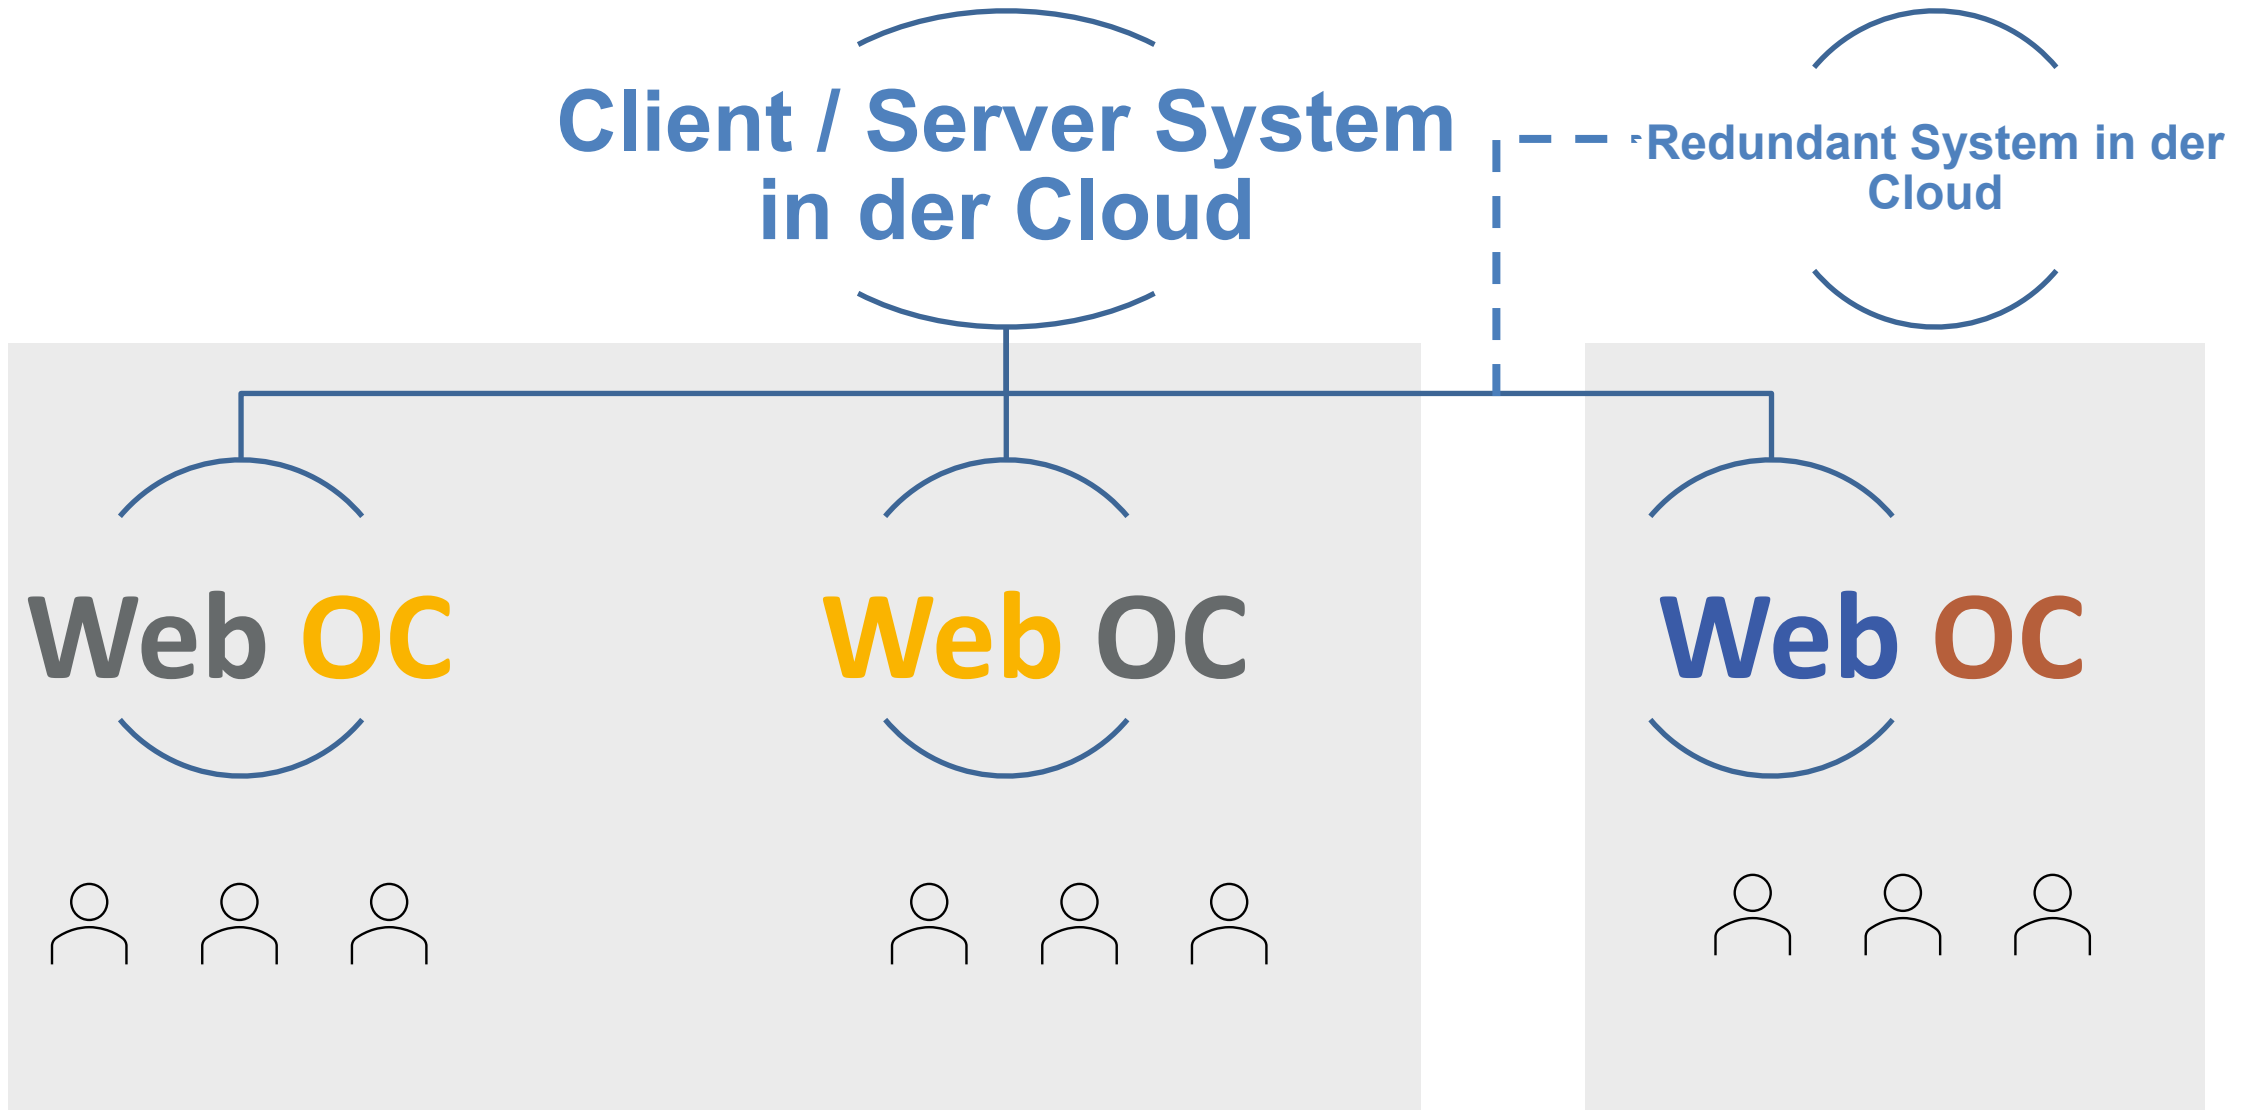 Client / Server System
in der Cloud
Redundant System in der
Cloud
Web OC
Web OC
Web OC